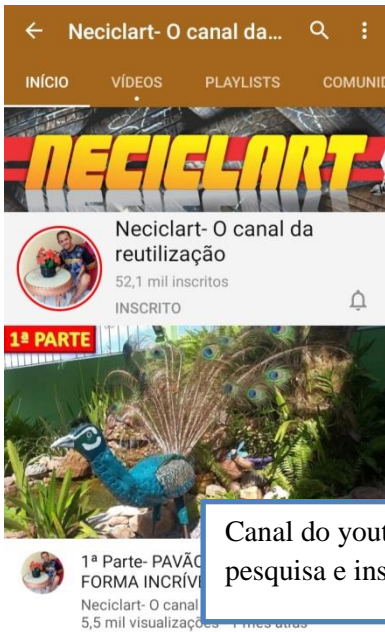 Neciclart- O canal da...
INÍCIO VÍDEOS PLAYLISTS COMUNID
NECICLART
Neciclart- O canal da
reutilização
52,1 mil inscritos
INSCRITO
1ª PARTE
1ª Parte- PAVÃO
FORMA INCRÍVE
Neciclart- O canal
5,5 mil visualizações
Canal do yout
pesquisa e ins